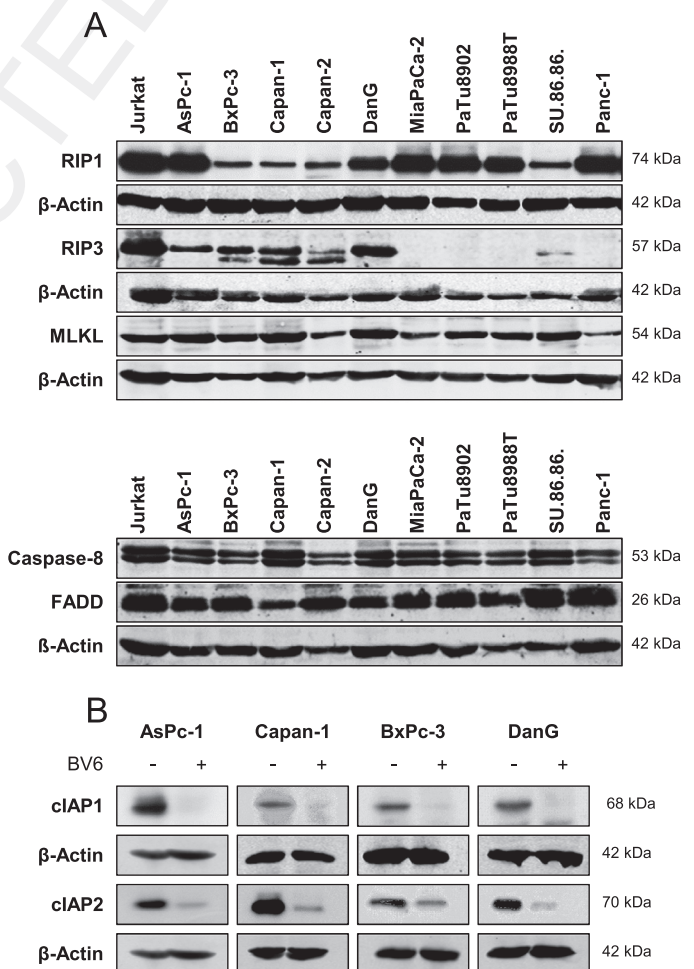 A
Jurkat AsPc-1 BxPc-3 Capan-1 Capan-2 DanG MiaPaCa-2 PaTu8902 PaTu8988T SU.86.86. Panc-1
RIP1 74 kDa
β-Actin 42 kDa
RIP3 57 kDa
β-Actin 42 kDa
MLKL 54 kDa
β-Actin 42 kDa
Jurkat AsPc-1 BxPc-3 Capan-1 Capan-2 DanG MiaPaCa-2 PaTu8902 PaTu8988T SU.86.86. Panc-1
Caspase-8 53 kDa
FADD 26 kDa
ß-Actin 42 kDa
B
AsPc-1 Capan-1 BxPc-3 DanG
BV6 - + - + - + - +
cIAP1 68 kDa
β-Actin 42 kDa
cIAP2 70 kDa
β-Actin 42 kDa